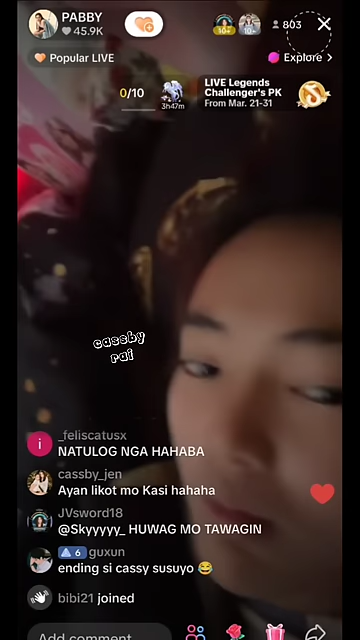 PABBY
45.9K
10+
10+
803
Popular LIVE
Explore >
0/10
3h47m
LIVE Legends
Challenger's PK
From Mar. 21-31
cassby
rai
_feliscatusx
NATULOG NGA HAHABA
cassby_jen
Ayan likot mo Kasi hahaha
JVsword18
@Skyyyyy_ HUWAG MO TAWAGIN
6 guxun
ending si cassy susuyo 😂
bibi21 joined
Add comment